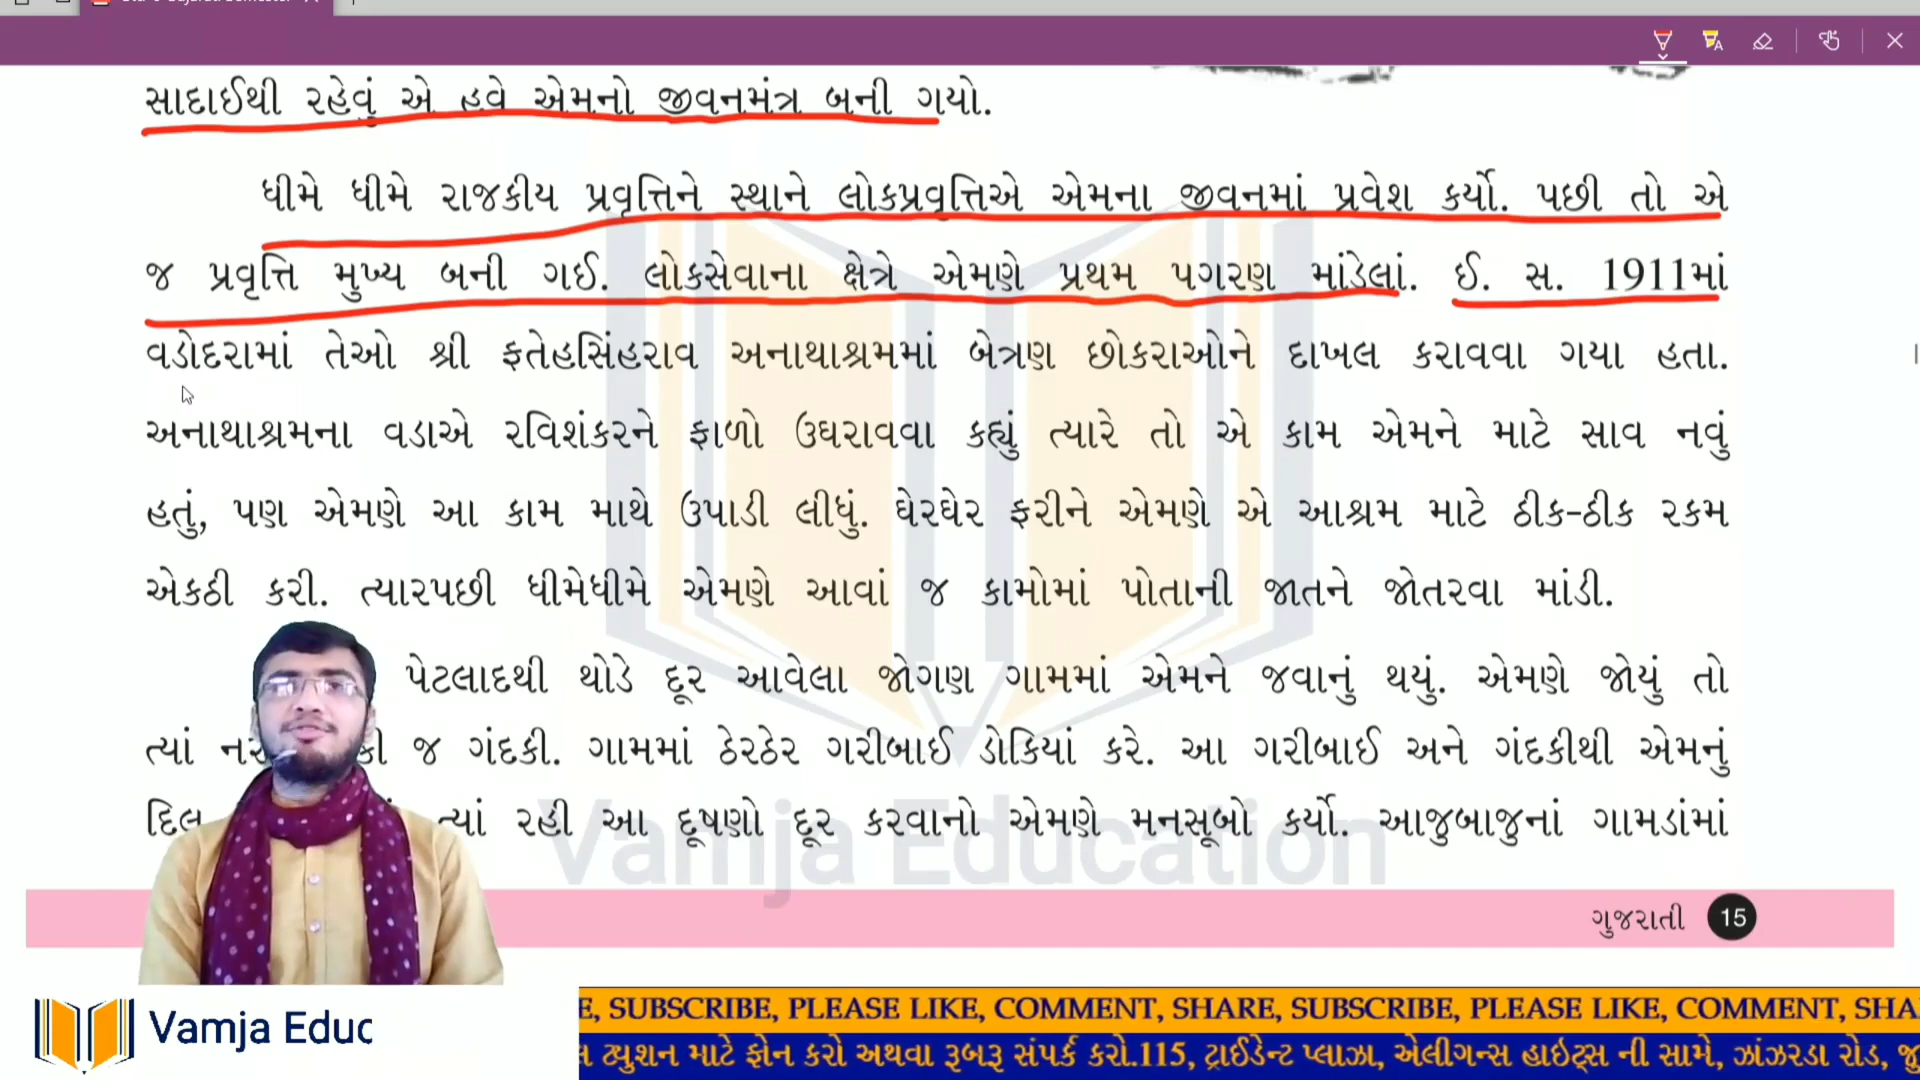 સાદાઈથી રહેવું એ હવે એમનો જીવનમંત્ર બની ગયો.
ધીમે ધીમે રાજકીય પ્રવૃત્તિને સ્થાને લોકપ્રવૃત્તિએ એમના જીવનમાં પ્રવેશ કર્યો. પછી તો એ
જ પ્રવૃત્તિ મુખ્ય બની ગઈ. લોકસેવાના ક્ષેત્રે એમણે પ્રથમ પગરણ માંડેલાં. ઈ. સ. 1911માં
વડોદરામાં તેઓ શ્રી ફતેહસિંહરાવ અનાથાશ્રમમાં બેત્રણ છોકરાઓને દાખલ કરાવવા ગયા હતા.
અનાથાશ્રમના વડાએ રવિશંકરને ફાળો ઉઘરાવવા કહ્યું ત્યારે તો એ કામ એમને માટે સાવ નવું
હતું, પણ એમણે આ કામ માથે ઉપાડી લીધું. ઘેરઘેર ફરીને એમણે એ આશ્રમ માટે ઠીક-ઠીક રકમ
એકઠી કરી. ત્યારપછી ધીમેધીમે એમણે આવાં જ કામોમાં પોતાની જાતને જોતરવા માંડી.
પેટલાદથી થોડે દૂર આવેલા જોગણ ગામમાં એમને જવાનું થયું. એમણે જોયું તો
ત્યાં જ ગંદકી. ગામમાં ઠેરઠેર ગરીબાઈ ડોકિયાં કરે. આ ગરીબાઈ અને ગંદકીથી એમનું
દિલ ત્યાં રહી આ દૂષણો દૂર કરવાનો એમણે મનસૂબો કર્યો. આજુબાજુનાં ગામડાંમાં
Vamja Education
ગુજરાતી 15
Vamja Educ
E, SUBSCRIBE, PLEASE LIKE, COMMENT, SHARE, SUBSCRIBE, PLEASE LIKE, COMMENT, SHA
ટ્યુશન માટે ફોન કરો અથવા રૂબરૂ સંપર્ક કરો.115, ટ્રાઈડેન્ટ પ્લાઝા, એલીગન્સ હાઇટ્સ ની સામે, ઝાંઝરડા રોડ, જુ